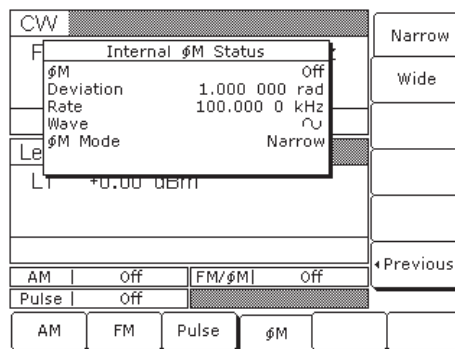 CW
Narrow
F
Internal ϕM Status
ϕM Off
Wide
Deviation 1.000 000 rad
Rate 100.000 0 kHz
Wave
ϕM Mode Narrow
Le
L1 +0.00 dBm
◂Previous
AM | Off FM/ϕM| Off
Pulse | Off
AM FM Pulse ϕM